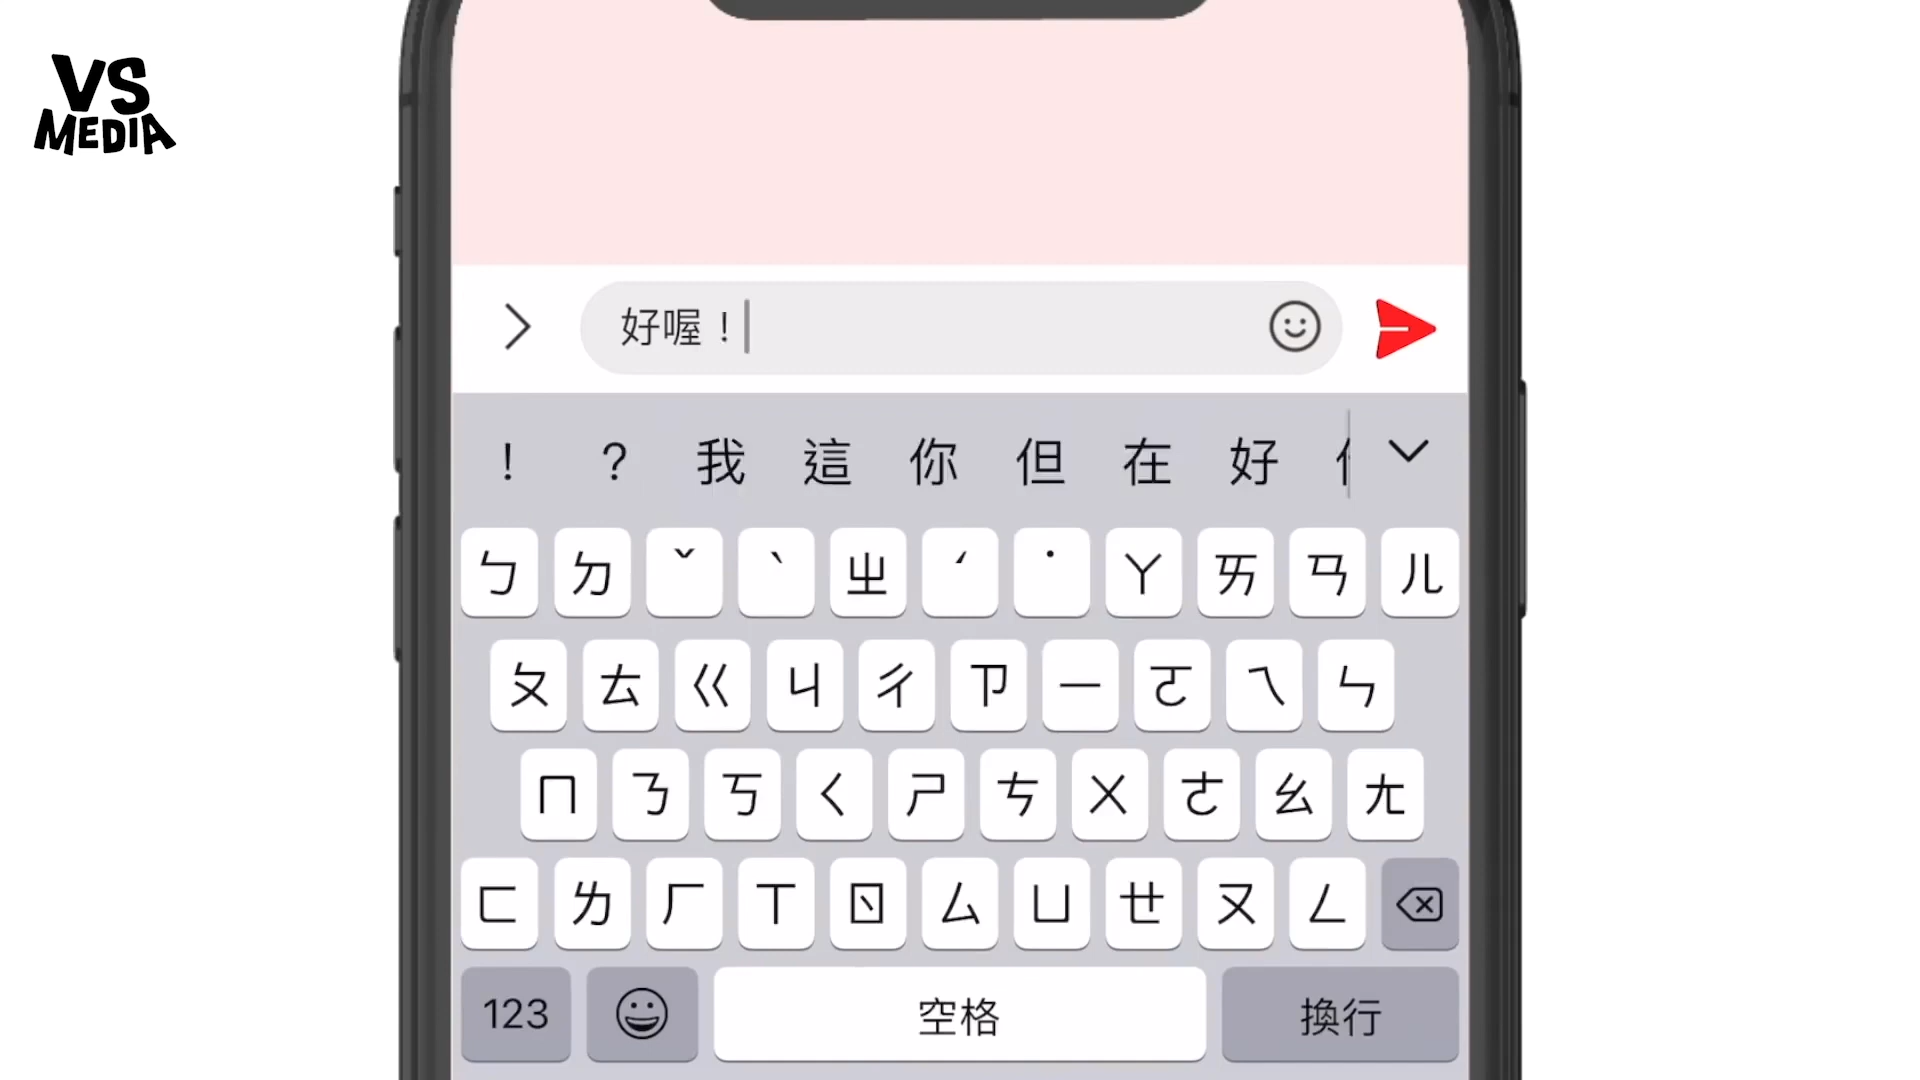 VS
MEDIA
好喔！
！ ？ 我 這 你 但 在 好
ㄅ ㄉ ˇ ˋ ㄓ ˊ ˙ ㄚ ㄞ ㄢ ㄦ
ㄆ ㄊ ㄍ ㄐ ㄔ ㄗ ㄧ ㄛ ㄟ ㄣ
ㄇ ㄋ ㄎ ㄑ ㄕ ㄘ ㄨ ㄜ ㄠ ㄤ
ㄈ ㄌ ㄏ ㄒ ㄖ ㄙ ㄩ ㄝ ㄡ ㄥ
123 空格 換行